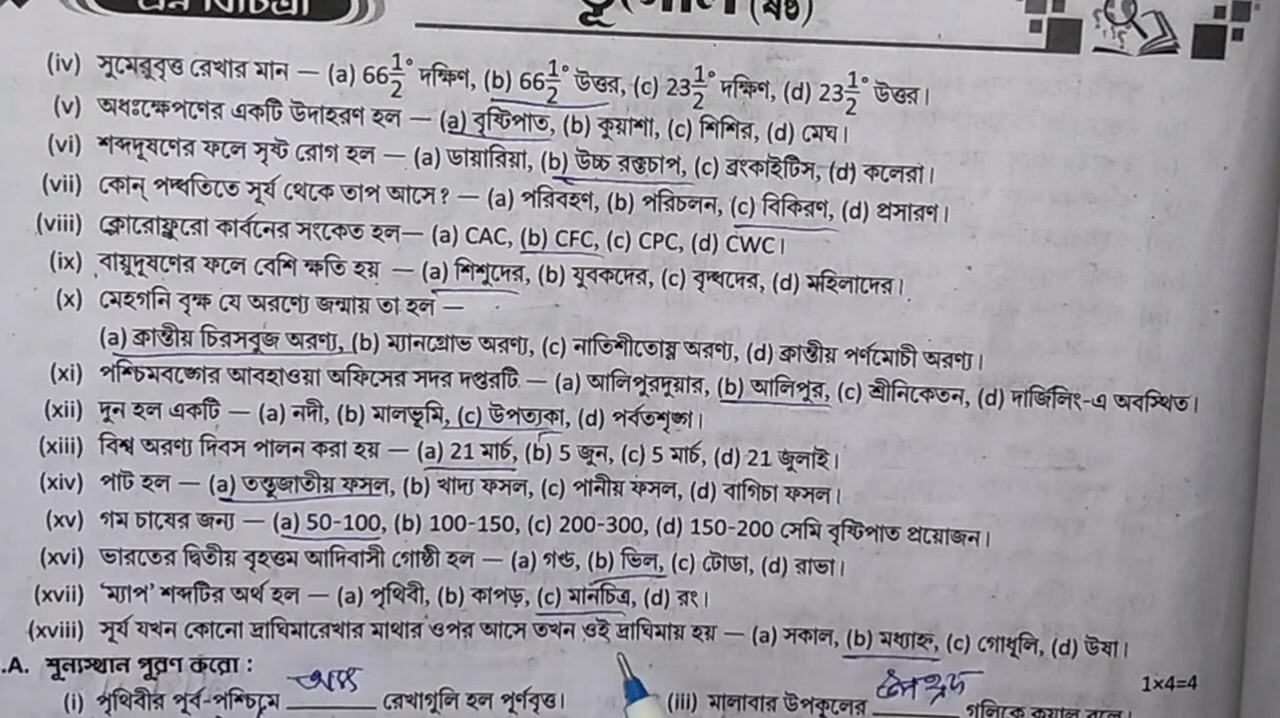 প্রশ্ন বিচিত্রা
ভূগোল (ষষ্ঠ)
(iv) সুমেরুবৃত্ত রেখার মান — (a) 66½° দক্ষিণ, (b) 66½° উত্তর, (c) 23½° দক্ষিণ, (d) 23½° উত্তর।
(v) অধঃক্ষেপণের একটি উদাহরণ হল — (a) বৃষ্টিপাত, (b) কুয়াশা, (c) শিশির, (d) মেঘ।
(vi) শব্দদূষণের ফলে সৃষ্ট রোগ হল — (a) ডায়ারিয়া, (b) উচ্চ রক্তচাপ, (c) ব্রংকাইটিস, (d) কলেরা।
(vii) কোন্ পদ্ধতিতে সূর্য থেকে তাপ আসে? — (a) পরিবহণ, (b) পরিচলন, (c) বিকিরণ, (d) প্রসারণ।
(viii) ক্লোরোফ্লুরো কার্বনের সংকেত হল— (a) CAC, (b) CFC, (c) CPC, (d) CWC।
(ix) বায়ুদূষণের ফলে বেশি ক্ষতি হয় — (a) শিশুদের, (b) যুবকদের, (c) বৃদ্ধদের, (d) মহিলাদের।
(x) মেহগনি বৃক্ষ যে অরণ্যে জন্মায় তা হল —
(a) ক্রান্তীয় চিরসবুজ অরণ্য, (b) ম্যানগ্রোভ অরণ্য, (c) নাতিশীতোষ্ণ অরণ্য, (d) ক্রান্তীয় পর্ণমোচী অরণ্য।
(xi) পশ্চিমবঙ্গের আবহাওয়া অফিসের সদর দপ্তরটি — (a) আলিপুরদুয়ার, (b) আলিপুর, (c) শ্রীনিকেতন, (d) দার্জিলিং-এ অবস্থিত।
(xii) দুন হল একটি — (a) নদী, (b) মালভূমি, (c) উপত্যকা, (d) পর্বতশৃঙ্গ।
(xiii) বিশ্ব অরণ্য দিবস পালন করা হয় — (a) 21 মার্চ, (b) 5 জুন, (c) 5 মার্চ, (d) 21 জুলাই।
(xiv) পাট হল — (a) তন্তুজাতীয় ফসল, (b) খাদ্য ফসল, (c) পানীয় ফসল, (d) বাগিচা ফসল।
(xv) গম চাষের জন্য — (a) 50-100, (b) 100-150, (c) 200-300, (d) 150-200 সেমি বৃষ্টিপাত প্রয়োজন।
(xvi) ভারতের দ্বিতীয় বৃহত্তম আদিবাসী গোষ্ঠী হল — (a) গন্ড, (b) ভিল, (c) টোডা, (d) রাভা।
(xvii) 'ম্যাপ' শব্দটির অর্থ হল — (a) পৃথিবী, (b) কাপড়, (c) মানচিত্র, (d) রং।
(xviii) সূর্য যখন কোনো দ্রাঘিমারেখার মাথার ওপর আসে তখন ওই দ্রাঘিমায় হয় — (a) সকাল, (b) মধ্যাহ্ন, (c) গোধূলি, (d) উষা।
.A. শূন্যস্থান পূরণ করো : 1×4=4
(i) পৃথিবীর পূর্ব-পশ্চিমে অক্ষ রেখাগুলি হল পূর্ণবৃত্ত। (iii) মালাবার উপকূলের